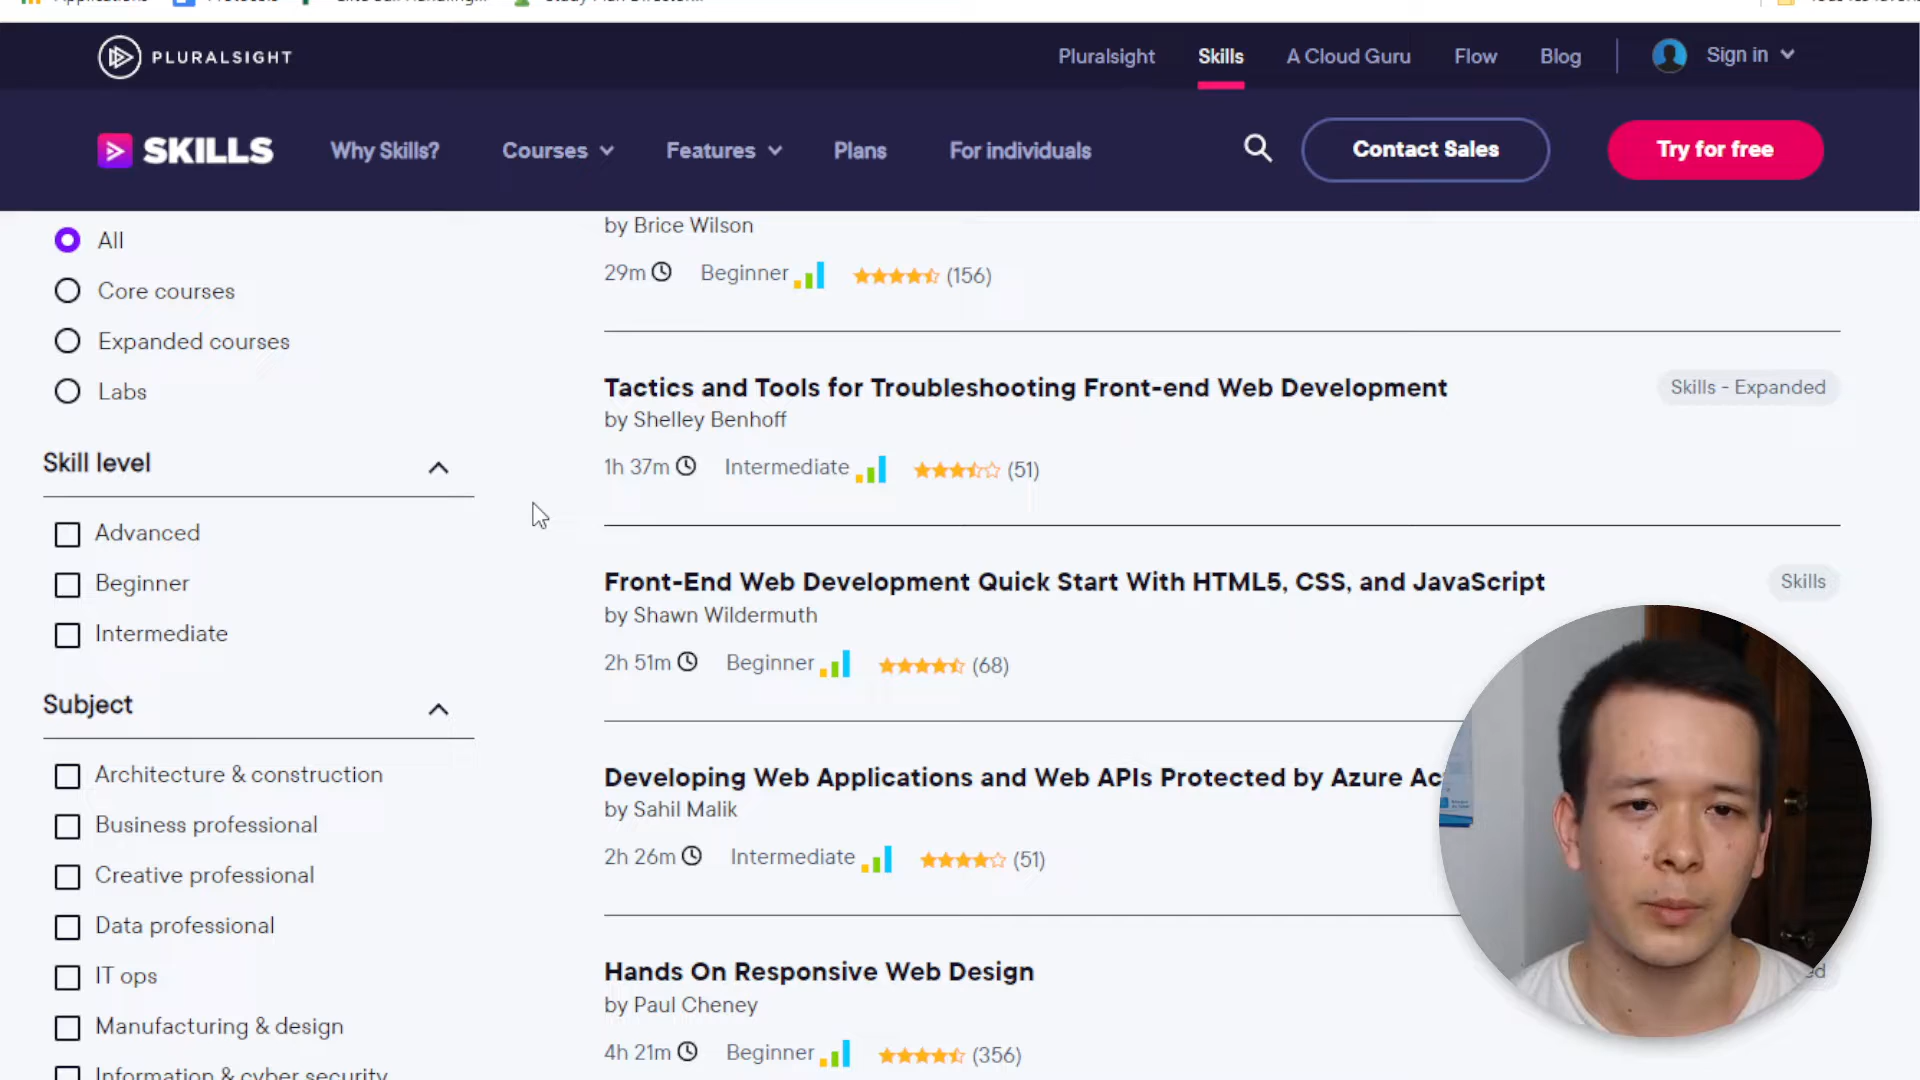 PLURALSIGHT
Pluralsight
Skills
A Cloud Guru
Flow
Blog
Sign in
SKILLS
Why Skills?
Courses
Features
Plans
For individuals
Contact Sales
Try for free
All
Core courses
Expanded courses
Labs
Skill level
Advanced
Beginner
Intermediate
Subject
Architecture & construction
Business professional
Creative professional
Data professional
IT ops
Manufacturing & design
Information & cyber security
by Brice Wilson
29m Beginner (156)
Tactics and Tools for Troubleshooting Front-end Web Development
Skills - Expanded
by Shelley Benhoff
1h 37m Intermediate (51)
Front-End Web Development Quick Start With HTML5, CSS, and JavaScript
Skills
by Shawn Wildermuth
2h 51m Beginner (68)
Developing Web Applications and Web APIs Protected by Azure Ac
by Sahil Malik
2h 26m Intermediate (51)
Hands On Responsive Web Design
ed
by Paul Cheney
4h 21m Beginner (356)